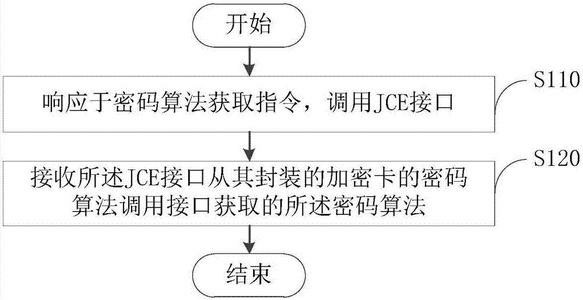 开始
响应于密码算法获取指令，调用JCE接口
S110
接收所述JCE接口从其封装的加密卡的密码
算法调用接口获取的所述密码算法
S120
结束